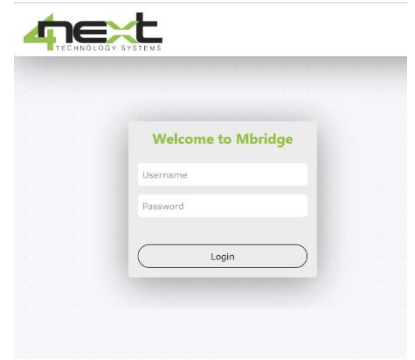 4next
TECHNOLOGY SYSTEMS
Welcome to Mbridge
Username
Password
Login